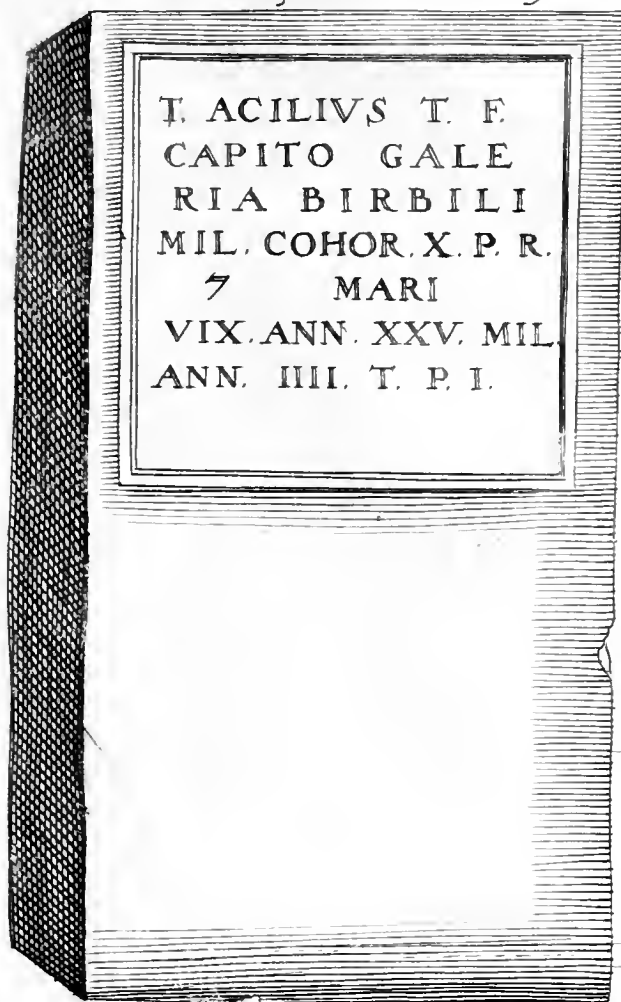 T. ACILIVS T. F.
CAPITO GALE
RIA BIRBILI
MIL. COHOR. X. P. R.
7 MARI
VIX. ANN. XXV. MIL.
ANN. IIII. T. P. I.